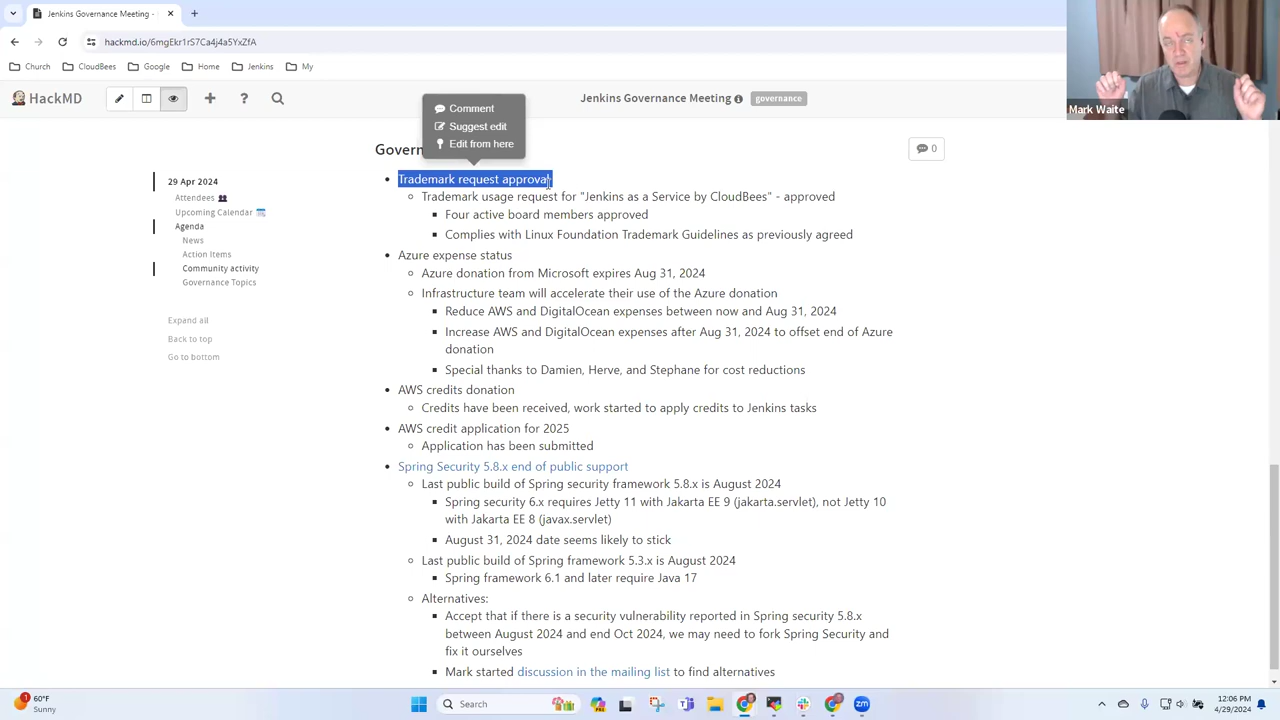 Jenkins Governance Meeting -
hackmd.io/6mgEkr1rS7Ca4j4a5YxZfA
Church
CloudBees
Google
Home
Jenkins
My
Mark Waite
HackMD
Jenkins Governance Meeting
governance
Comment
Suggest edit
Edit from here
Govern
0
29 Apr 2024
Attendees
Upcoming Calendar
Agenda
News
Action Items
Community activity
Governance Topics
Expand all
Back to top
Go to bottom
Trademark request approval
Trademark usage request for "Jenkins as a Service by CloudBees" - approved
Four active board members approved
Complies with Linux Foundation Trademark Guidelines as previously agreed
Azure expense status
Azure donation from Microsoft expires Aug 31, 2024
Infrastructure team will accelerate their use of the Azure donation
Reduce AWS and DigitalOcean expenses between now and Aug 31, 2024
Increase AWS and DigitalOcean expenses after Aug 31, 2024 to offset end of Azure
donation
Special thanks to Damien, Herve, and Stephane for cost reductions
AWS credits donation
Credits have been received, work started to apply credits to Jenkins tasks
AWS credit application for 2025
Application has been submitted
Spring Security 5.8.x end of public support
Last public build of Spring security framework 5.8.x is August 2024
Spring security 6.x requires Jetty 11 with Jakarta EE 9 (jakarta.servlet), not Jetty 10
with Jakarta EE 8 (javax.servlet)
August 31, 2024 date seems likely to stick
Last public build of Spring framework 5.3.x is August 2024
Spring framework 6.1 and later require Java 17
Alternatives:
Accept that if there is a security vulnerability reported in Spring security 5.8.x
between August 2024 and end Oct 2024, we may need to fork Spring Security and
fix it ourselves
Mark started discussion in the mailing list to find alternatives
1
60°F
Sunny
Search
12:06 PM
4/29/2024